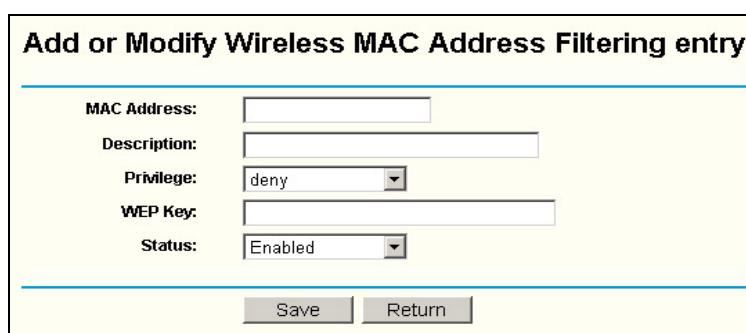 Add or Modify Wireless MAC Address Filtering entry
MAC Address:
Description:
Privilege: deny
WEP Key:
Status: Enabled
Save Return